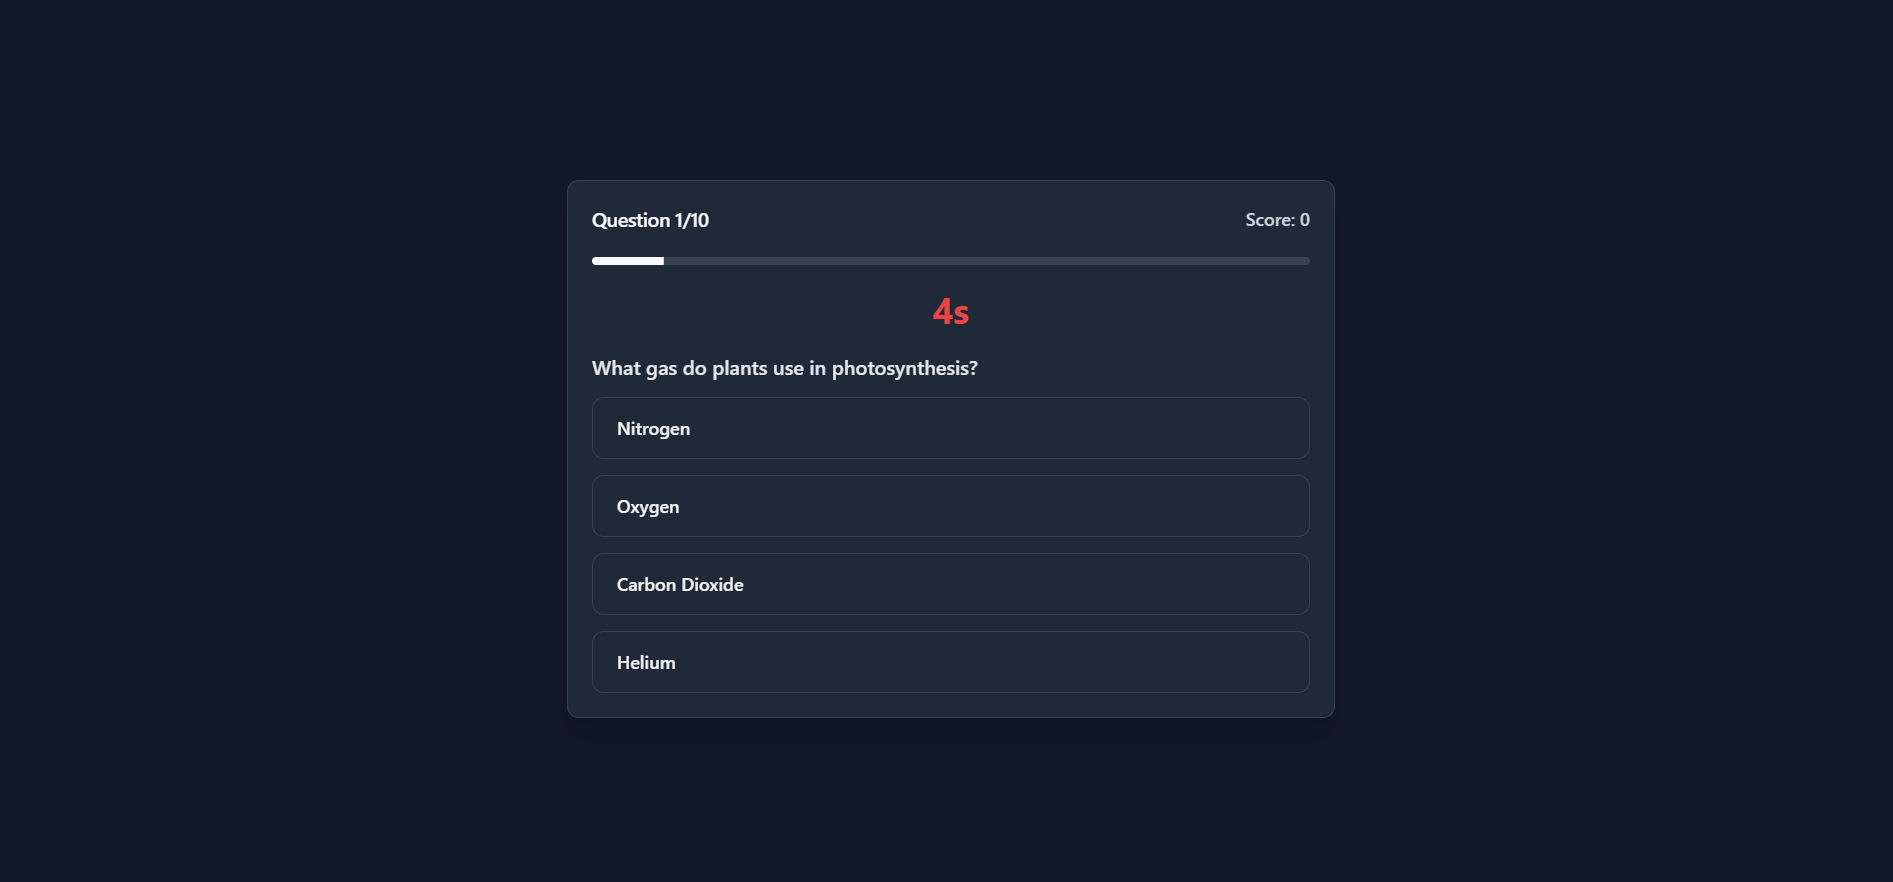 Question 1/10
Score: 0
4s
What gas do plants use in photosynthesis?
Nitrogen
Oxygen
Carbon Dioxide
Helium